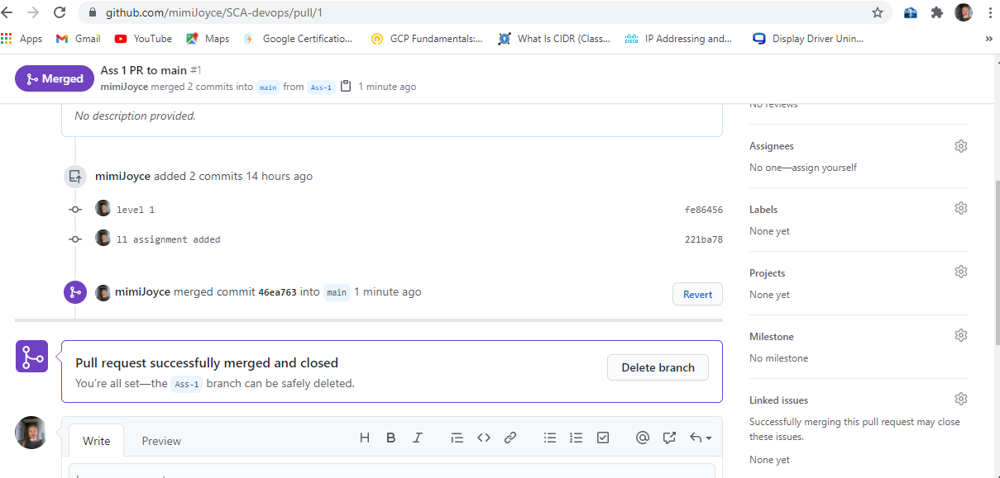 github.com/mimiJoyce/SCA-devops/pull/1
Apps Gmail YouTube Maps Google Certificatio... GCP Fundamentals:... What Is CIDR (Class... IP Addressing and... Display Driver Unin... »
Merged
Ass 1 PR to main #1
mimiJoyce merged 2 commits into main from Ass-1 1 minute ago
No description provided.
mimiJoyce added 2 commits 14 hours ago
level 1 fe86456
l1 assignment added 221ba78
mimiJoyce merged commit 46ea763 into main 1 minute ago
Revert
Pull request successfully merged and closed
You're all set—the Ass-1 branch can be safely deleted.
Delete branch
Write Preview
No reviews
Assignees
No one—assign yourself
Labels
None yet
Projects
None yet
Milestone
No milestone
Linked issues
Successfully merging this pull request may close
these issues.
None yet